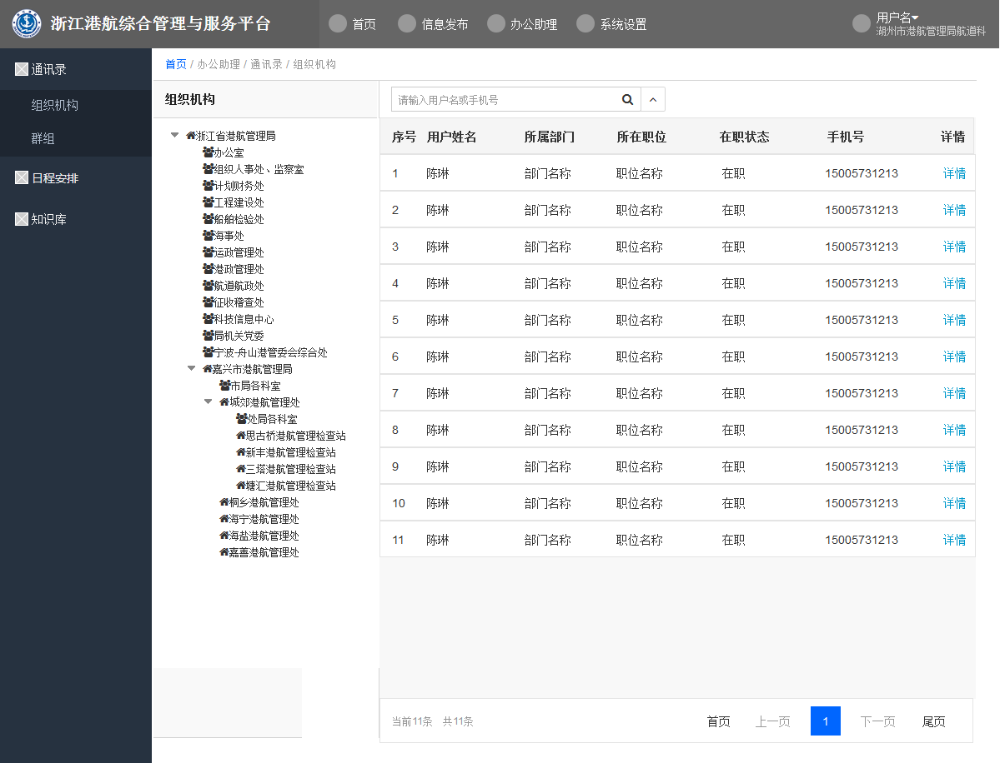 浙江港航综合管理与服务平台 首页 信息发布 办公助理 系统设置 用户名
湖州市港航管理局航道科
通讯录
组织机构
群组
日程安排
知识库
首页 / 办公助理 / 通讯录 / 组织机构
组织机构
浙江省港航管理局
办公室
组织人事处、监察室
计划财务处
工程建设处
船舶检验处
海事处
运政管理处
港政管理处
航道航政处
征收稽查处
科技信息中心
局机关党委
宁波-舟山港管委会综合处
嘉兴市港航管理局
市局各科室
城郊港航管理处
处局各科室
思古桥港航管理检查站
新丰港航管理检查站
三塔港航管理检查站
塘汇港航管理检查站
桐乡港航管理处
海宁港航管理处
海盐港航管理处
嘉善港航管理处
请输入用户名或手机号
序号 用户姓名 所属部门 所在职位 在职状态 手机号 详情
1 陈琳 部门名称 职位名称 在职 15005731213 详情
2 陈琳 部门名称 职位名称 在职 15005731213 详情
3 陈琳 部门名称 职位名称 在职 15005731213 详情
4 陈琳 部门名称 职位名称 在职 15005731213 详情
5 陈琳 部门名称 职位名称 在职 15005731213 详情
6 陈琳 部门名称 职位名称 在职 15005731213 详情
7 陈琳 部门名称 职位名称 在职 15005731213 详情
8 陈琳 部门名称 职位名称 在职 15005731213 详情
9 陈琳 部门名称 职位名称 在职 15005731213 详情
10 陈琳 部门名称 职位名称 在职 15005731213 详情
11 陈琳 部门名称 职位名称 在职 15005731213 详情
当前11条 共11条 首页 上一页 1 下一页 尾页